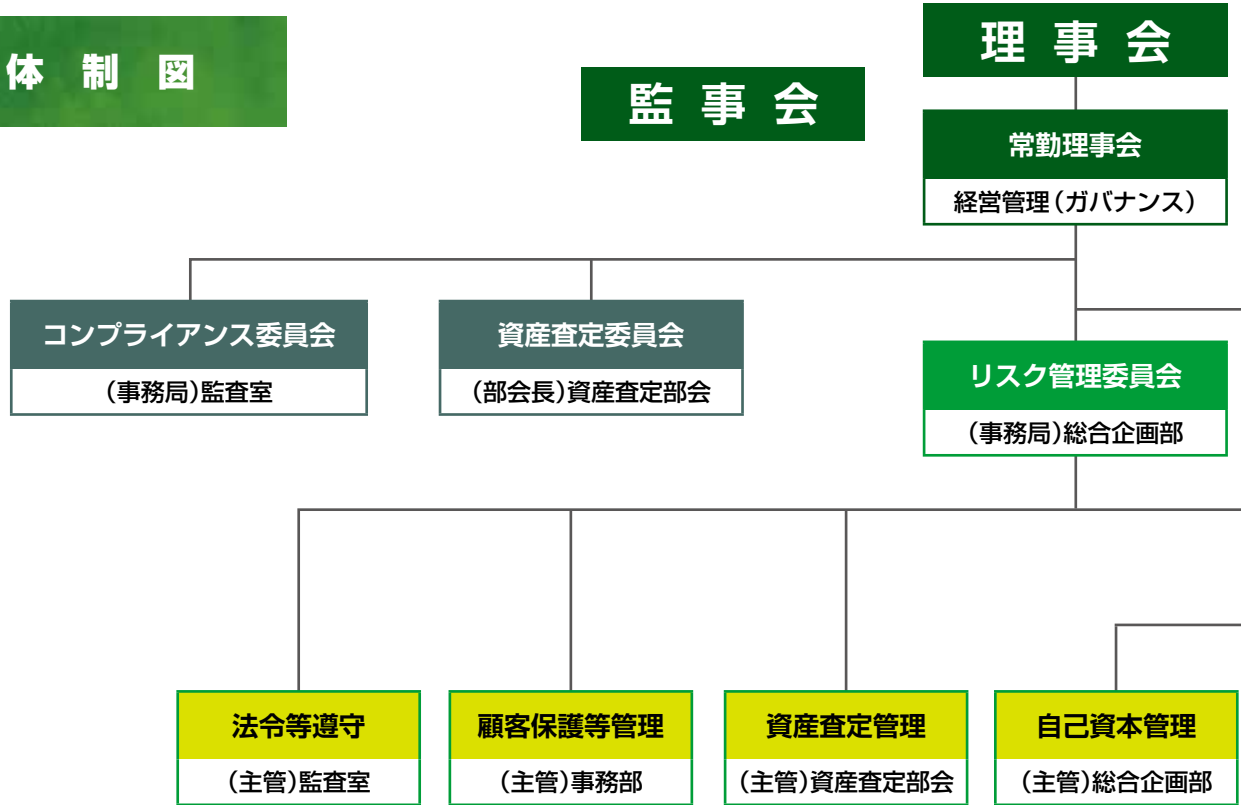 体制図
理事会
監事会
常勤理事会
経営管理(ガバナンス)
コンプライアンス委員会
(事務局)監査室
資産査定委員会
(部会長)資産査定部会
リスク管理委員会
(事務局)総合企画部
法令等遵守
(主管)監査室
顧客保護等管理
(主管)事務部
資産査定管理
(主管)資産査定部会
自己資本管理
(主管)総合企画部